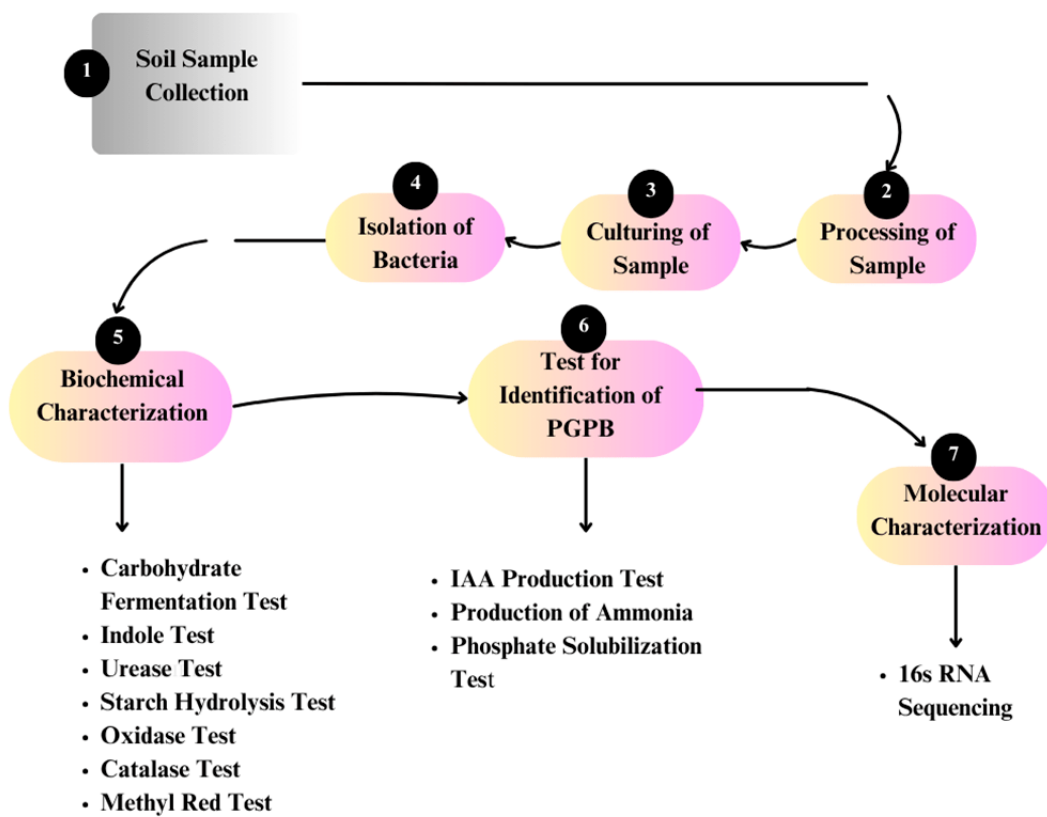 1
Soil Sample
Collection
2
Processing of
Sample
3
Culturing of
Sample
4
Isolation of
Bacteria
5
Biochemical
Characterization
• Carbohydrate
Fermentation Test
• Indole Test
• Urease Test
• Starch Hydrolysis Test
• Oxidase Test
• Catalase Test
• Methyl Red Test
6
Test for
Identification of
PGPB
• IAA Production Test
• Production of Ammonia
• Phosphate Solubilization
Test
7
Molecular
Characterization
• 16s RNA
Sequencing